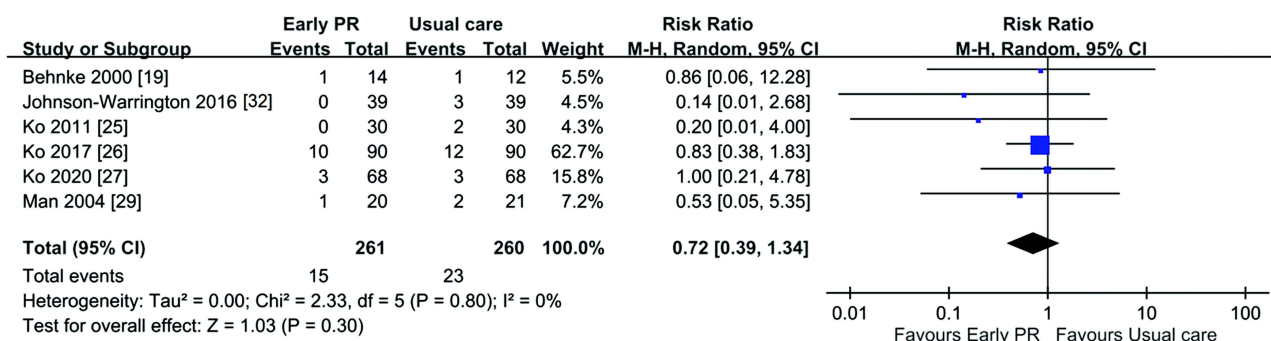 Early PR Usual care Risk Ratio Risk Ratio
Study or Subgroup Events Total Events Total Weight M-H, Random, 95% CI M-H, Random, 95% CI
Behnke 2000 [19] 1 14 1 12 5.5% 0.86 [0.06, 12.28]
Johnson-Warrington 2016 [32] 0 39 3 39 4.5% 0.14 [0.01, 2.68]
Ko 2011 [25] 0 30 2 30 4.3% 0.20 [0.01, 4.00]
Ko 2017 [26] 10 90 12 90 62.7% 0.83 [0.38, 1.83]
Ko 2020 [27] 3 68 3 68 15.8% 1.00 [0.21, 4.78]
Man 2004 [29] 1 20 2 21 7.2% 0.53 [0.05, 5.35]
Total (95% CI) 261 260 100.0% 0.72 [0.39, 1.34]
Total events 15 23
Heterogeneity: Tau² = 0.00; Chi² = 2.33, df = 5 (P = 0.80); I² = 0%
Test for overall effect: Z = 1.03 (P = 0.30)
0.01 0.1 1 10 100
Favours Early PR Favours Usual care